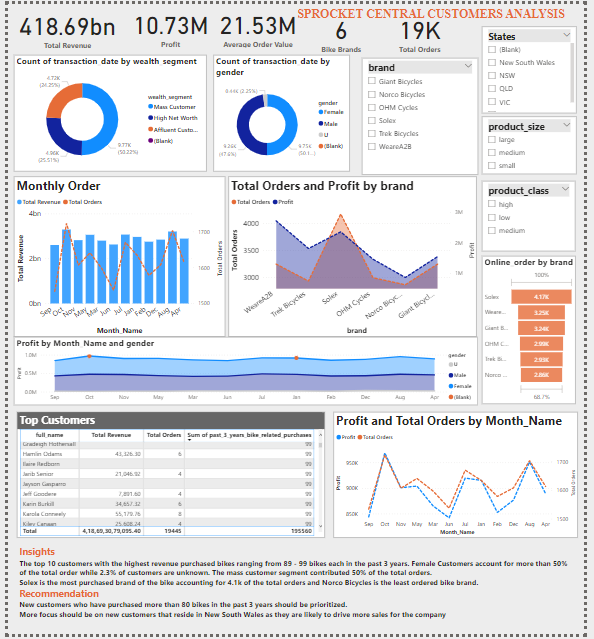 SPROCKET CENTRAL CUSTOMERS ANALYSIS
418.69bn 10.73M 21.53M 6 19K
Total Revenue Profit Average Order Value Bike Brands Total Orders
States
(Blank)
New South Wales
NSW
QLD
VIC
Count of transaction_date by wealth segment
4.73K
(24.25%)
4.96K
(25.51%)
9.77K
(50.22%)
wealth_segment
Mass Customer
High Net Worth
Affluent Custo...
(Blank)
Count of transaction_date by
gender
0.44K (2.25%)
9.26K
(47.6%)
9.75K
(50.1...)
gender
Female
Male
U
(Blank)
brand
Giant Bicycles
Norco Bicycles
OHM Cycles
Solex
Trek Bicycles
WeareA2B
product_size
large
medium
small
product_class
high
low
medium
Monthly Order
Total Revenue Total Orders
4bn
2bn
0bn
1700
1600
1500
Total Revenue
Total Orders
Sep Oct Nov May Mar Jun Jul Jan Feb Dec Aug Apr
Month_Name
Total Orders and Profit by brand
Total Orders Profit
4000
3500
3000
3M
2M
1M
Total Orders
Profit
WeareA2B Trek Bicycles Solex OHM Cycles Norco Bicyc... Giant Bicycl...
brand
Online_order by brand
100%
Solex 4.17K
Weare... 3.25K
Giant B... 3.24K
OHM C... 2.99K
Trek Bi... 2.93K
Norco ... 2.86K
68.7%
Profit by Month_Name and gender
1.0M
0.5M
0.0M
Profit
Sep Oct Nov May Mar Jun Jul Jan Feb Dec Aug Apr
gender
U
Male
Female
(Blank)
Top Customers
full_name Total Revenue Total Orders Sum of past_3_years_bike_related_purchases
Gradeigh Hothersall 99
Hamlin Odams 43,326.30 6 99
Ilaire Redborn 99
Jarib Senior 21,046.92 4 99
Jayson Gasparro 99
Jeff Goodere 7,891.60 4 99
Karin Burkill 34,657.32 6 99
Karola Conneely 55,179.76 8 99
Kiley Canaan 25,608.24 4 99
Total 4,18,69,30,79,095.40 19445 195560
Profit and Total Orders by Month_Name
Profit Total Orders
950K
900K
850K
1700
1600
1500
Profit
Total Orders
Sep Oct Nov May Mar Jun Jul Jan Feb Dec Aug Apr
Month_Name
Insights
The top 10 customers with the highest revenue purchased bikes ranging from 89 - 99 bikes each in the past 3 years. Female Customers account for more than 50%
of the total order while 2.3% of customers are unknown. The mass customer segment contributed 50% of the total orders.
Solex is the most purchased brand of the bike accounting for 4.1k of the total orders and Norco Bicycles is the least ordered bike brand.
Recommendation
New customers who have purchased more than 80 bikes in the past 3 years should be prioritized.
More focus should be on new customers that reside in New South Wales as they are likely to drive more sales for the company